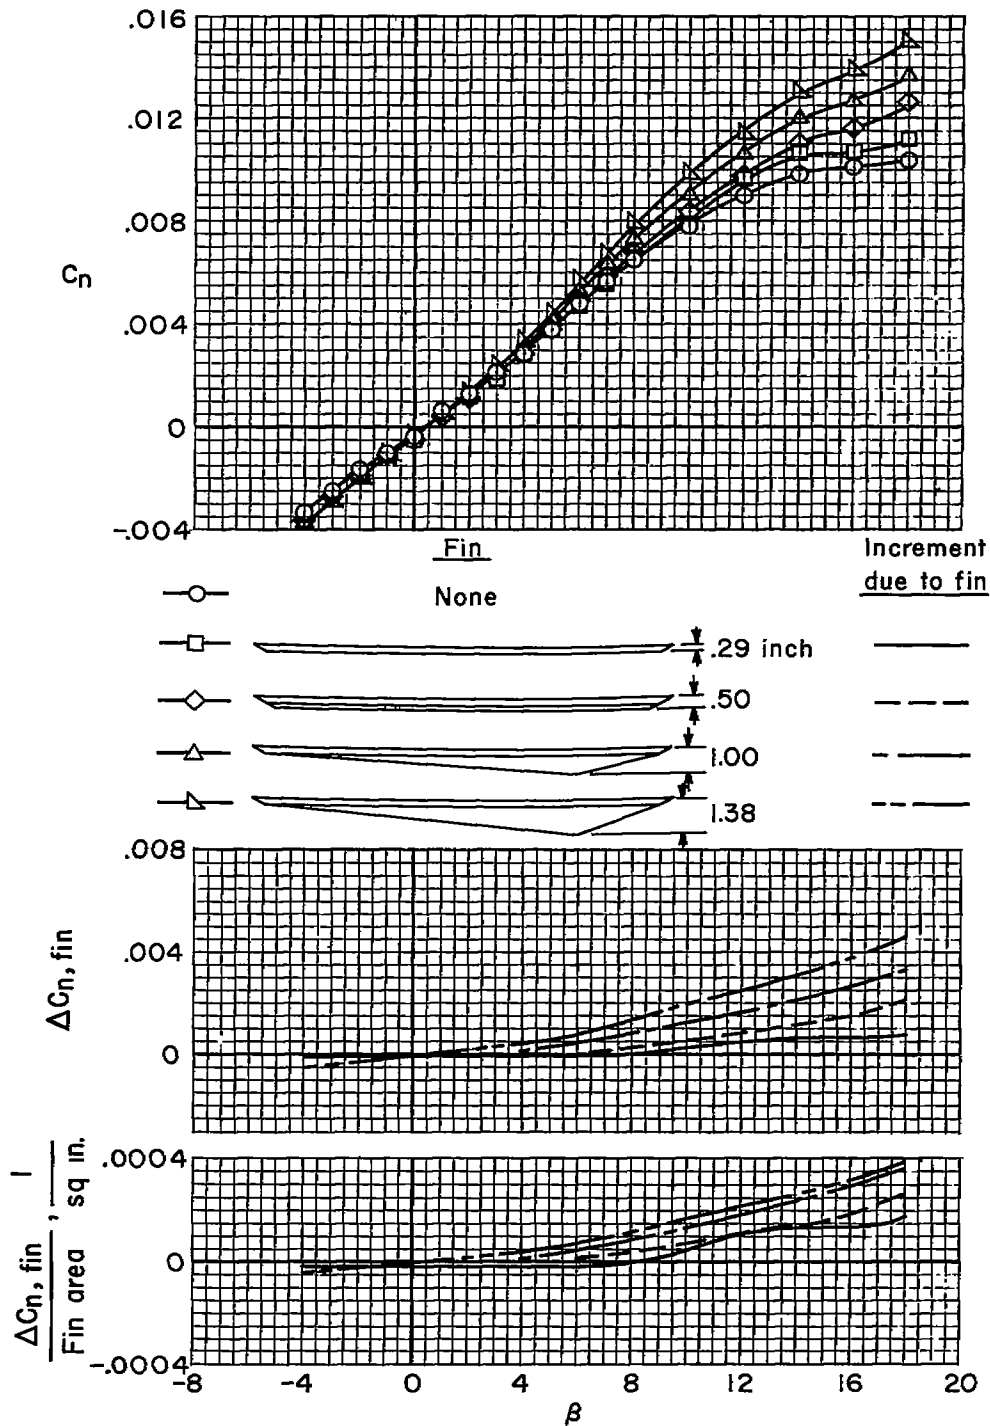 .016
.012
.008
Cn
.004
0
-.004
Fin
Increment
due to fin
None
.29 inch
.50
1.00
1.38
.008
ΔCn, fin
.004
0
ΔCn, fin
Fin area
, 1
sq in.
.0004
0
-.0004
-8 -4 0 4 8 12 16 20
β